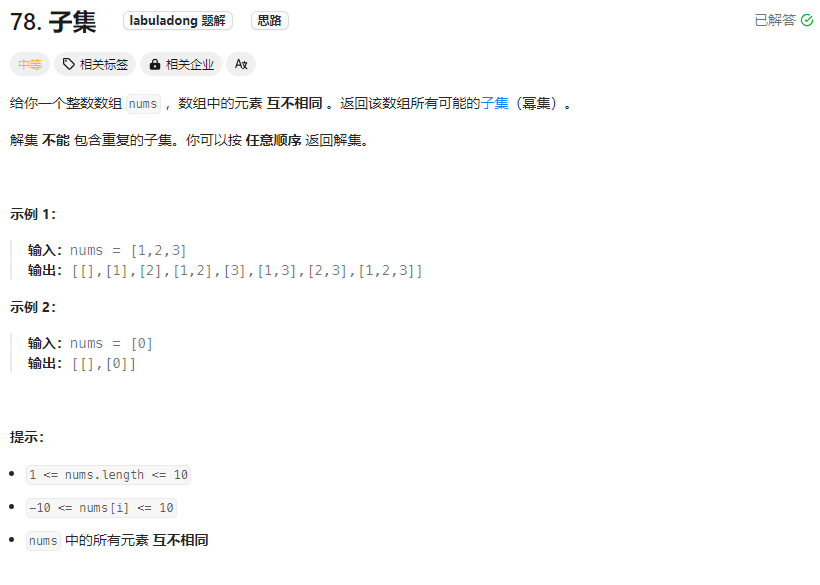 78. 子集 labuladong 题解 思路 已解答
中等 相关标签 相关企业 Aあ
给你一个整数数组 nums ，数组中的元素 互不相同 。返回该数组所有可能的子集（幂集）。
解集 不能 包含重复的子集。你可以按 任意顺序 返回解集。
示例 1：
输入：nums = [1,2,3]
输出：[[],[1],[2],[1,2],[3],[1,3],[2,3],[1,2,3]]
示例 2：
输入：nums = [0]
输出：[[],[0]]
提示：
1 <= nums.length <= 10
-10 <= nums[i] <= 10
nums 中的所有元素 互不相同